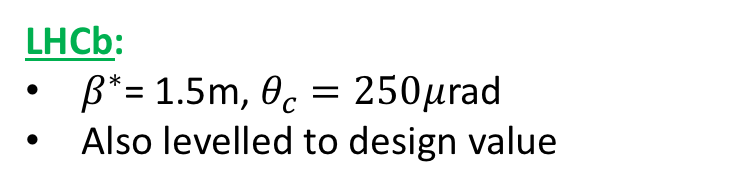 LHCb:
• β*= 1.5m, θc = 250μrad
• Also levelled to design value